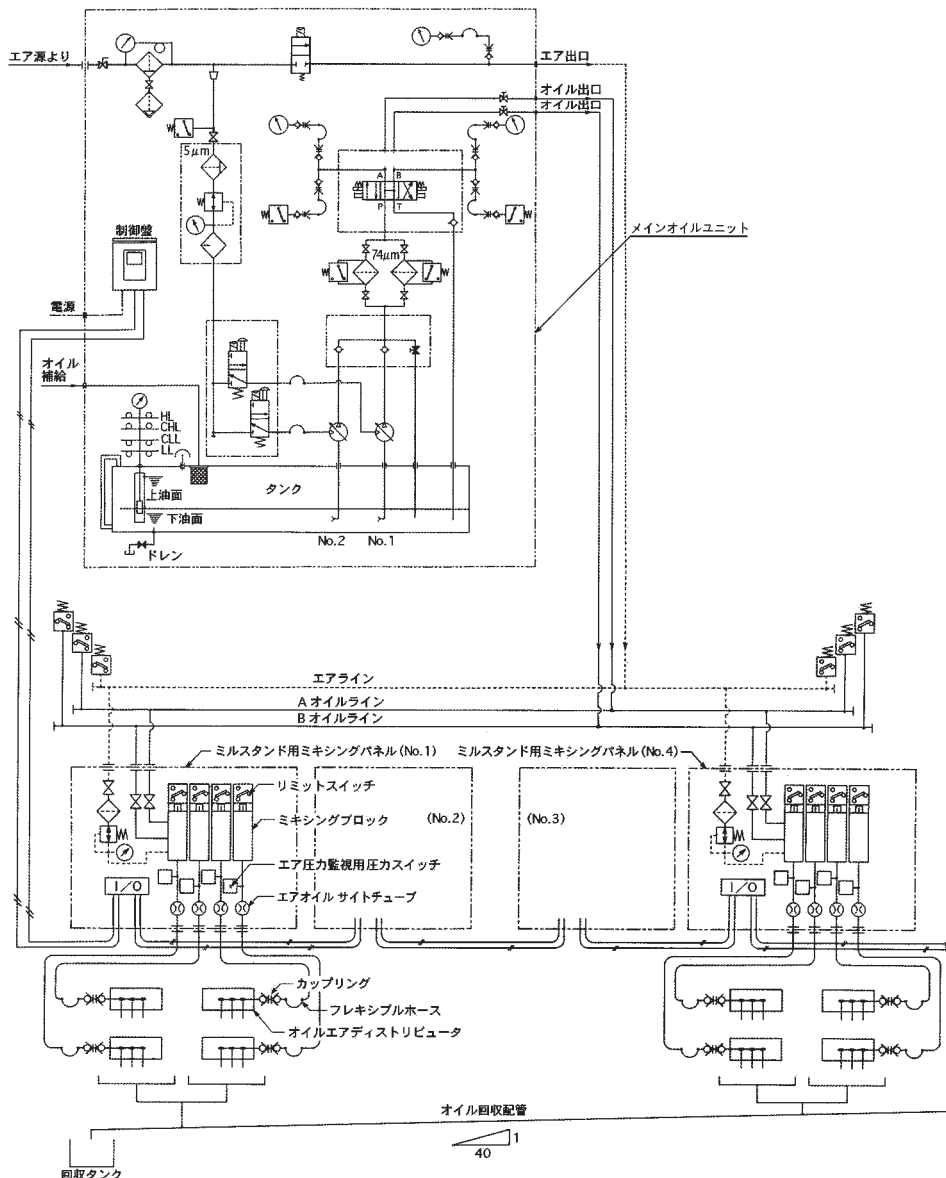 エア源より
エア出口
オイル出口
オイル出口
W
5μm
W
A
B
P
T
W
W
74μm
W
W
メインオイルユニット
制御盤
電源
オイル
補給
HL
CHL
CLL
LL
上油面
下油面
タンク
No.2
No.1
ドレン
エアライン
A オイルライン
B オイルライン
ミルスタンド用ミキシングパネル(No.1)
ミルスタンド用ミキシングパネル(No.4)
リミットスイッチ
ミキシングブロック
(No.2)
(No.3)
エア圧力監視用圧力スイッチ
エアオイル サイトチューブ
I/O
I/O
カップリング
フレキシブルホース
オイルエアディストリビュータ
オイル回収配管
1
40
回収タンク